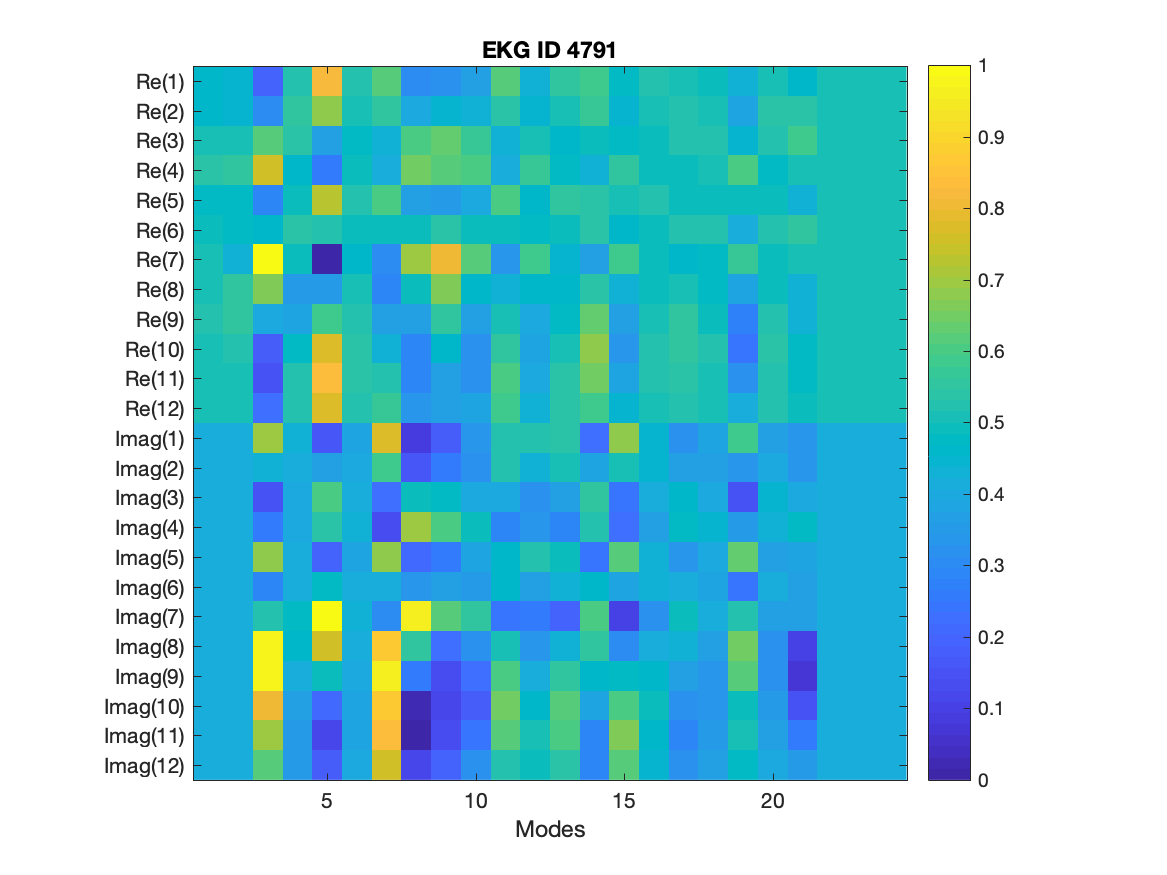 EKG ID 4791
Re(1)
Re(2)
Re(3)
Re(4)
Re(5)
Re(6)
Re(7)
Re(8)
Re(9)
Re(10)
Re(11)
Re(12)
Imag(1)
Imag(2)
Imag(3)
Imag(4)
Imag(5)
Imag(6)
Imag(7)
Imag(8)
Imag(9)
Imag(10)
Imag(11)
Imag(12)
5 10 15 20
Modes
1
0.9
0.8
0.7
0.6
0.5
0.4
0.3
0.2
0.1
0